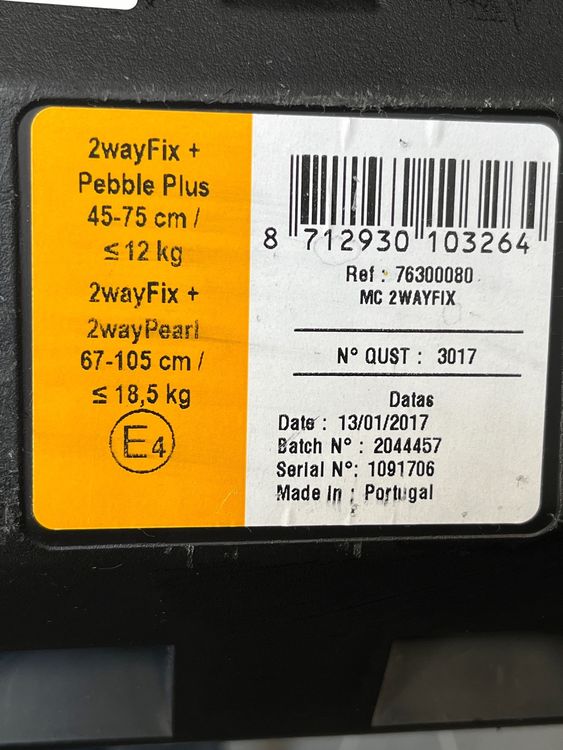 2wayFix +
Pebble Plus
45-75 cm /
≤ 12 kg
2wayFix +
2wayPearl
67-105 cm /
≤ 18,5 kg
E4
8 712930 103264
Ref : 76300080
MC 2WAYFIX
N° QUST : 3017
Datas
Date : 13/01/2017
Batch N° : 2044457
Serial N°: 1091706
Made in : Portugal